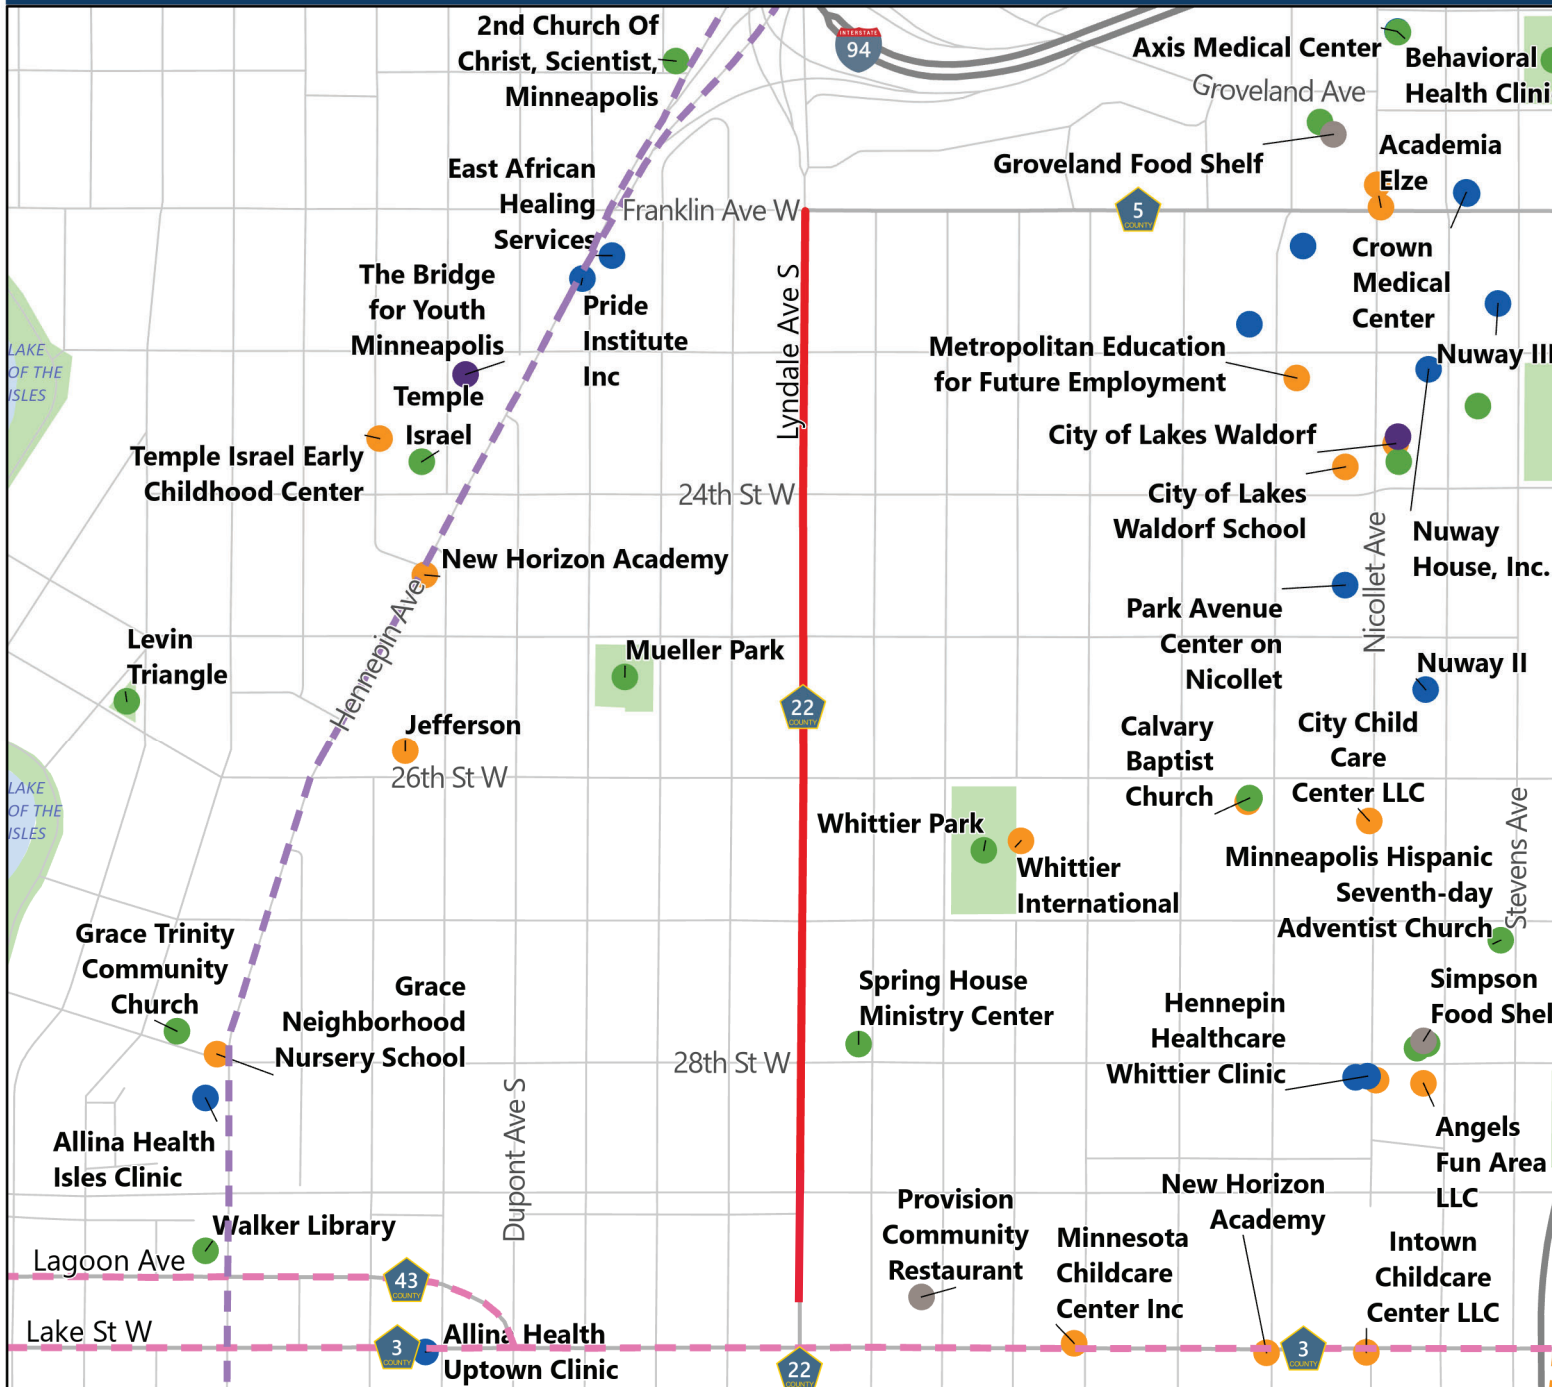 2nd Church Of
Christ, Scientist,
Minneapolis
INTERSTATE
94
Axis Medical Center
Behavioral
Health Clini
Groveland Ave
Groveland Food Shelf
Academia
Elze
East African
Healing
Services
Franklin Ave W
5
COUNTY
Crown
Medical
Center
The Bridge
for Youth
Minneapolis
Pride
Institute
Inc
Lyndale Ave S
LAKE
OF THE
ISLES
Metropolitan Education
for Future Employment
Nuway III
Temple
Israel
Temple Israel Early
Childhood Center
City of Lakes Waldorf
24th St W
City of Lakes
Waldorf School
Nuway
House, Inc.
Nicollet Ave
New Horizon Academy
Hennepin Ave
Park Avenue
Center on
Nicollet
Levin
Triangle
Mueller Park
Nuway II
22
COUNTY
Jefferson
26th St W
Calvary
Baptist
Church
City Child
Care
Center LLC
LAKE
OF THE
ISLES
Whittier Park
Whittier
International
Minneapolis Hispanic
Seventh-day
Adventist Church
Stevens Ave
Grace Trinity
Community
Church
Grace
Neighborhood
Nursery School
Spring House
Ministry Center
Simpson
Food Shel
Hennepin
Healthcare
Whittier Clinic
28th St W
Allina Health
Isles Clinic
Dupont Ave S
Angels
Fun Area
LLC
New Horizon
Academy
Provision
Community
Restaurant
Minnesota
Childcare
Center Inc
Intown
Childcare
Center LLC
Walker Library
Lagoon Ave
43
COUNTY
Lake St W
3
COUNTY
Allina Health
Uptown Clinic
22
COUNTY
3
COUNTY